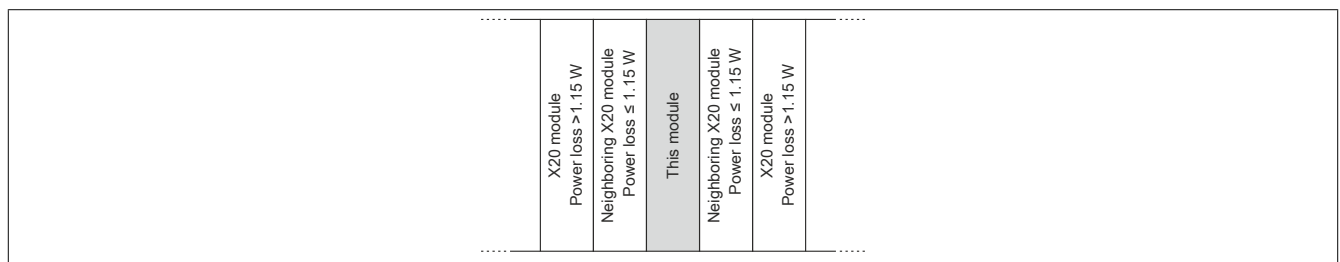 X20 module
Power loss > 1.15 W
Neighboring X20 module
Power loss ≤ 1.15 W
This module
Neighboring X20 module
Power loss ≤ 1.15 W
X20 module
Power loss > 1.15 W